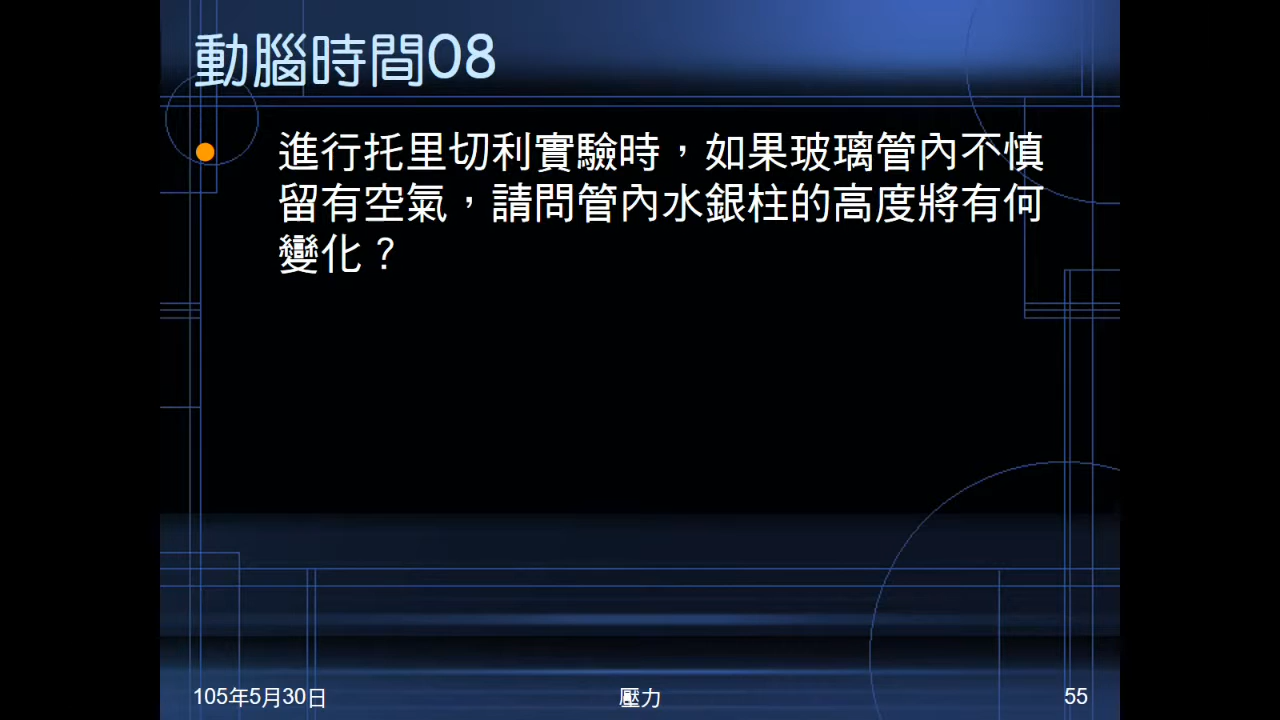 動腦時間08
進行托里切利實驗時，如果玻璃管內不慎
留有空氣，請問管內水銀柱的高度將有何
變化？
105年5月30日
壓力
55